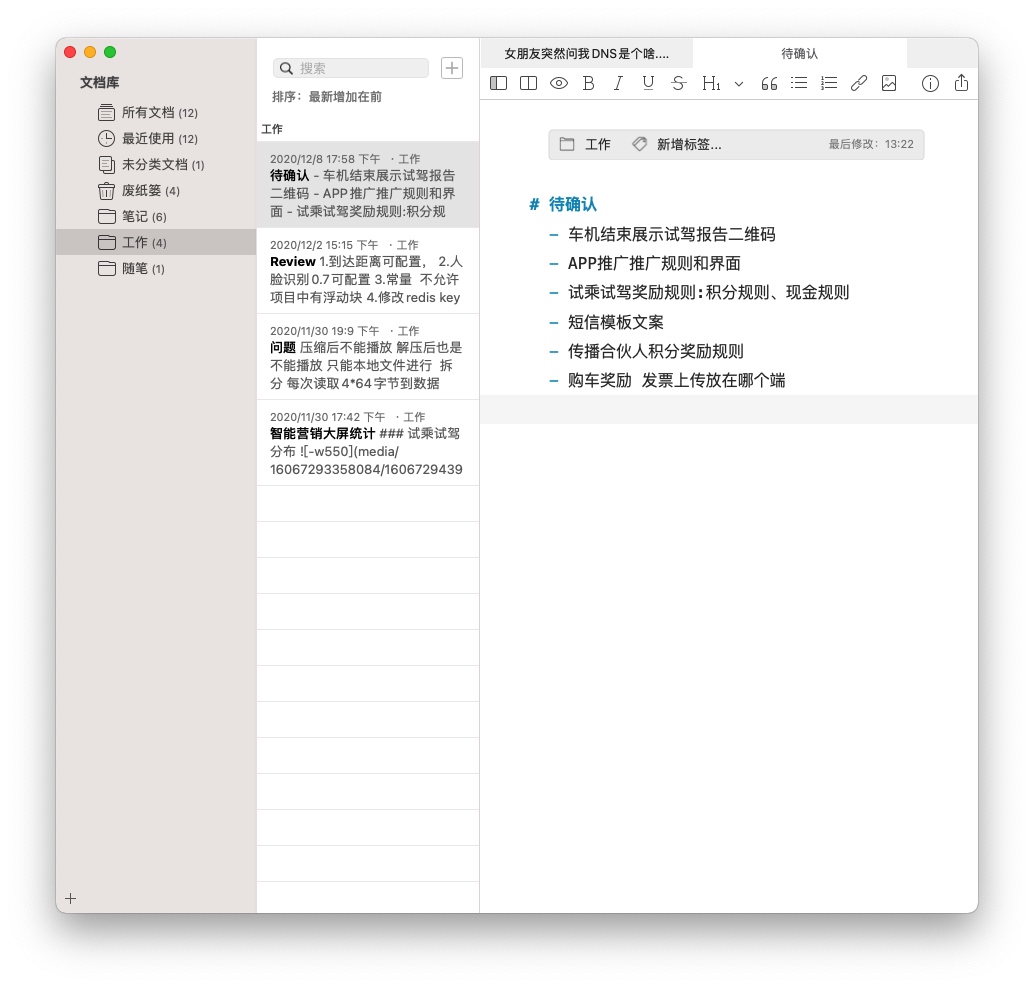 文档库
所有文档 (12)
最近使用 (12)
未分类文档 (1)
废纸篓 (4)
笔记 (6)
工作 (4)
随笔 (1)
搜索
排序：最新增加在前
工作
2020/12/8 17:58 下午 · 工作
待确认 - 车机结束展示试驾报告
二维码 - APP推广推广规则和界
面 - 试乘试驾奖励规则:积分规
2020/12/2 15:15 下午 · 工作
Review 1.到达距离可配置， 2.人
脸识别0.7可配置 3.常量 不允许
项目中有浮动块 4.修改 redis key
2020/11/30 19:9 下午 · 工作
问题 压缩后不能播放 解压后也是
不能播放 只能本地文件进行 拆
分 每次读取4*64字节到数据
2020/11/30 17:42 下午 · 工作
智能营销大屏统计 ### 试乘试驾
分布 ![-w550](media/
16067293358084/1606729439
女朋友突然问我DNS是个啥....
待确认
B I U S H1
工作 新增标签... 最后修改：13:22
# 待确认
- 车机结束展示试驾报告二维码
- APP推广推广规则和界面
- 试乘试驾奖励规则:积分规则、现金规则
- 短信模板文案
- 传播合伙人积分奖励规则
- 购车奖励 发票上传放在哪个端